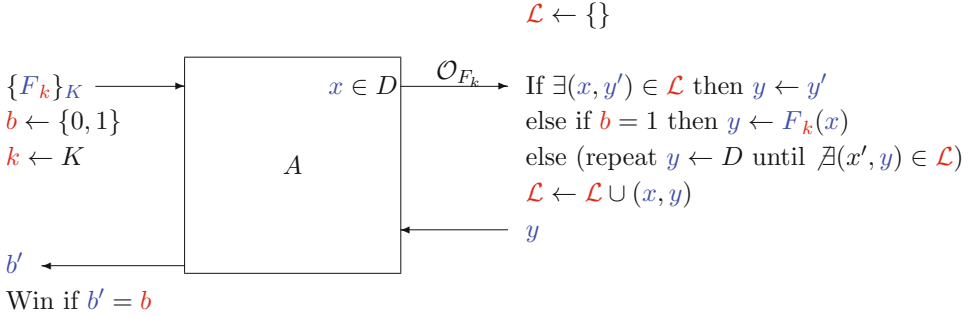 𝓛 ← {}
{F_k}_K
x ∈ D
𝒪_{F_k}
If ∃(x, y′) ∈ 𝓛 then y ← y′
b ← {0, 1}
else if b = 1 then y ← F_k(x)
k ← K
A
else (repeat y ← D until ∄(x′, y) ∈ 𝓛)
𝓛 ← 𝓛 ∪ (x, y)
y
b′
Win if b′ = b